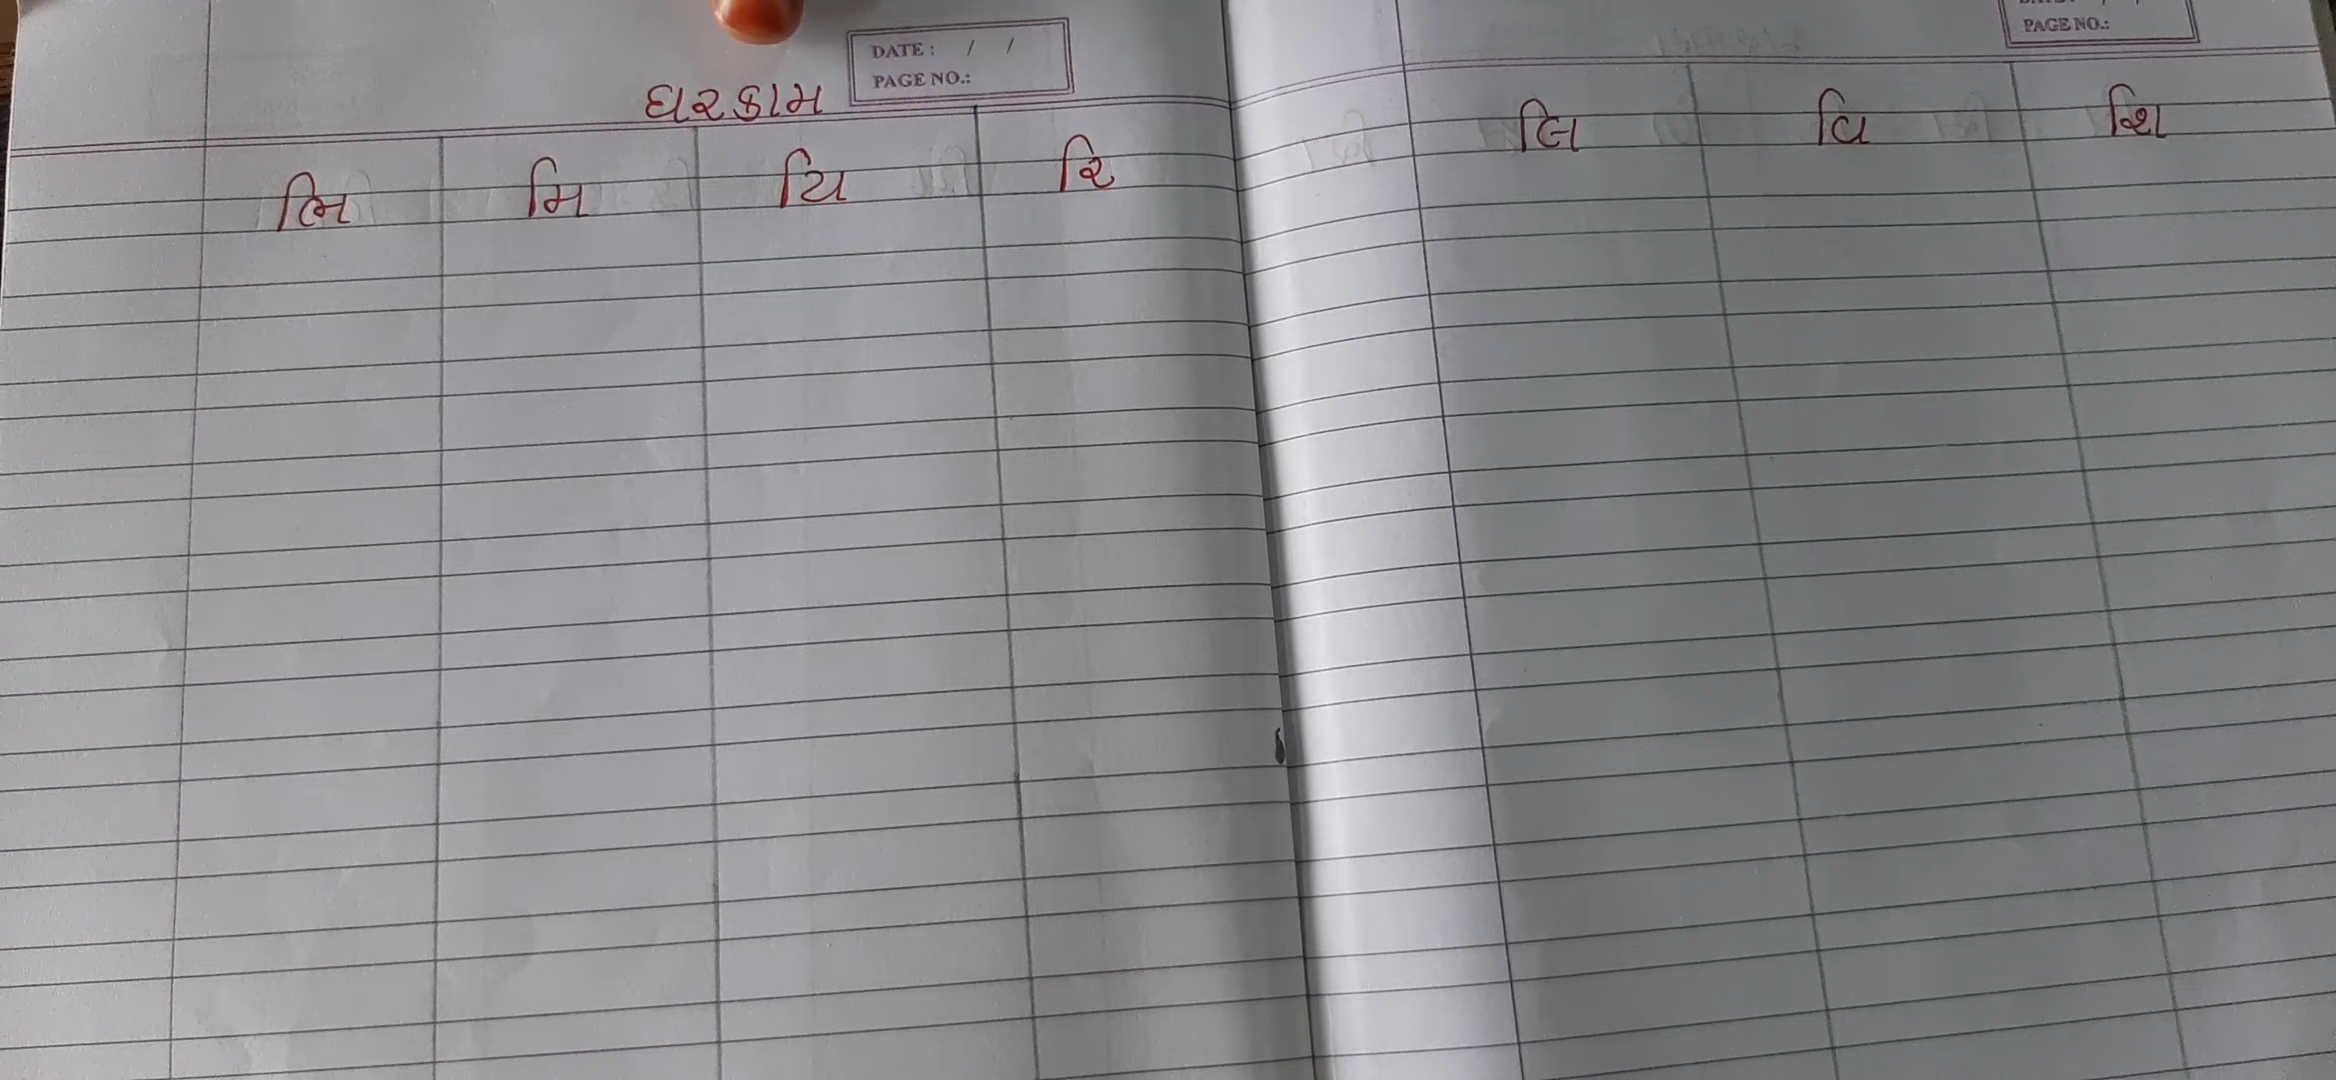 DATE : / /
PAGE NO.:
ઘરકામ
ભિ મિ યિ રિ
PAGE NO.:
લિ વિ શિ